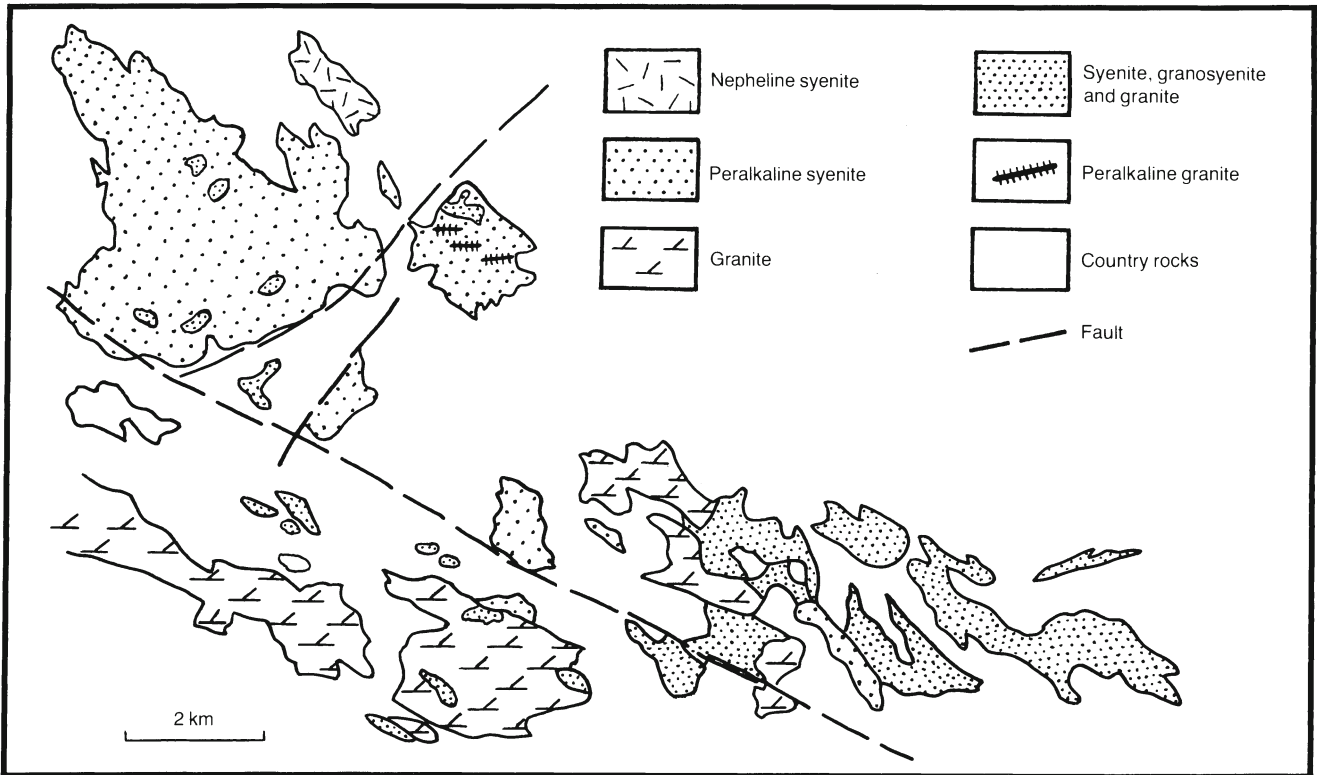 Nepheline syenite
Peralkaline syenite
Granite
Syenite, granosyenite
and granite
Peralkaline granite
Country rocks
Fault
2 km